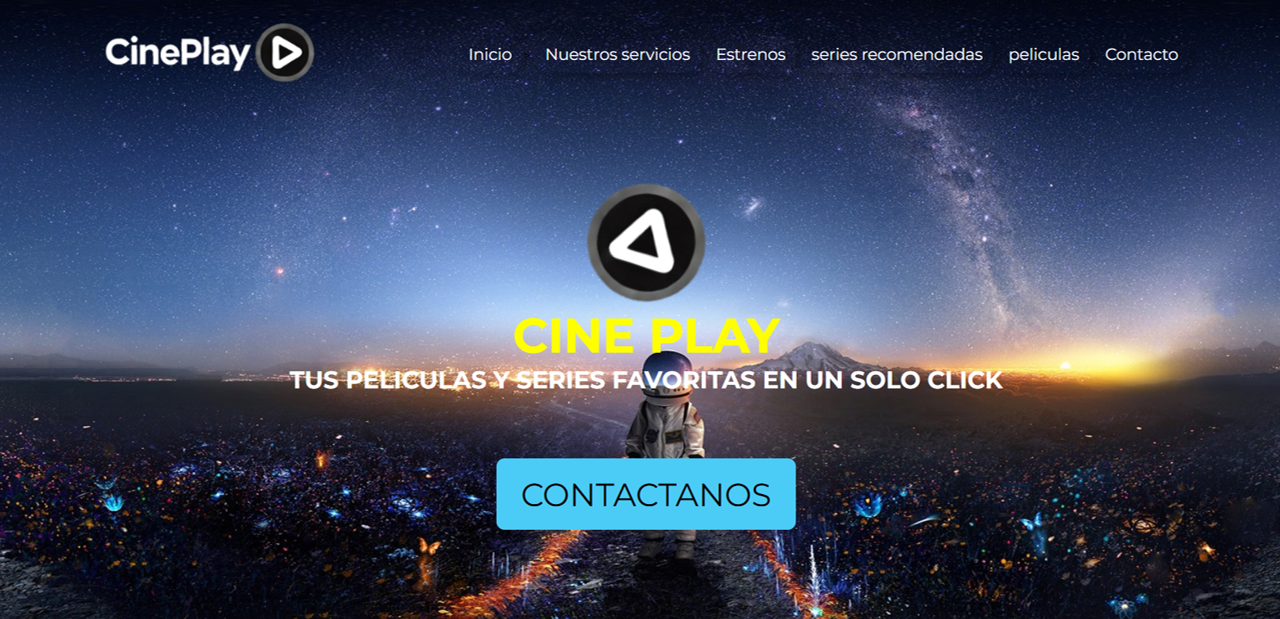 CinePlay
Inicio Nuestros servicios Estrenos series recomendadas peliculas Contacto
CINE PLAY
TUS PELICULAS Y SERIES FAVORITAS EN UN SOLO CLICK
CONTACTANOS